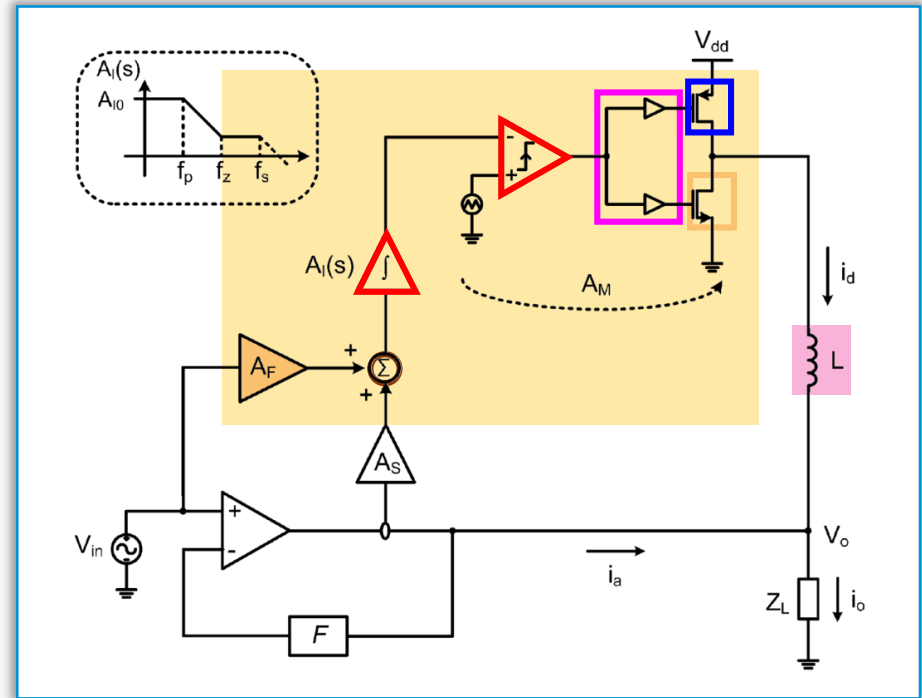 A_I(s)
A_I0
f_p f_z f_s
V_dd
-
+
A_I(s)
∫
A_M
i_d
L
A_F
+
Σ
+
A_S
V_in
+
-
V_o
i_a
Z_L
i_o
F